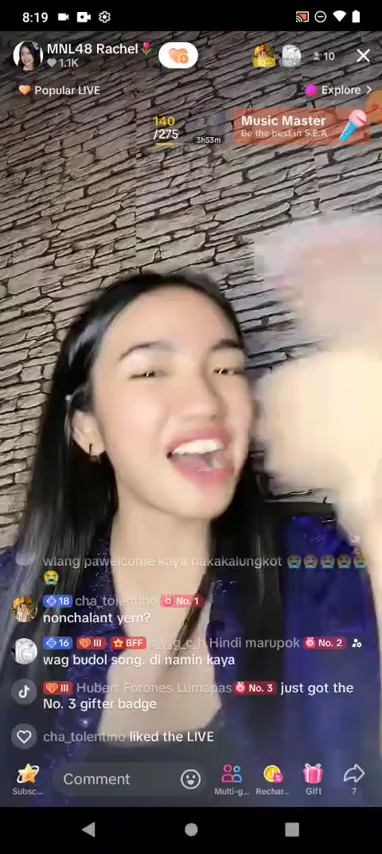 8:19
MNL48 Rachel🌷
1.1K
10+
10+
10
Popular LIVE
Explore >
140
/275
3h53m
Music Master
Be the best in S.E.A.
wlang pawelcome kaya nakakalungkot 😭😭😭😭😭
😭
18 cha_tolentino No. 1
nonchalant yern?
16 III BFF Hindi marupok No. 2
wag budol song. di namin kaya
III Hubert Forones Lumapas No. 3 just got the
No. 3 gifter badge
cha_tolentino liked the LIVE
Subsc...
Comment
Multi-g...
Rechar...
Gift
7